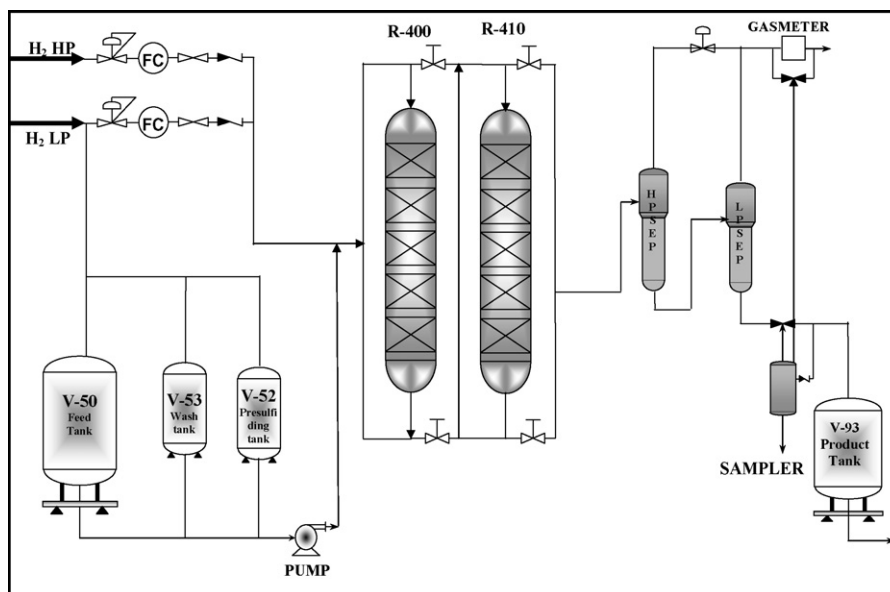 R-400
R-410
GASMETER
H₂ HP
FC
H₂ LP
FC
H P S E P
L P S E P
V-50
Feed
Tank
V-53
Wash
tank
V-52
Presulfi
ding tank
V-93
Product
Tank
SAMPLER
PUMP